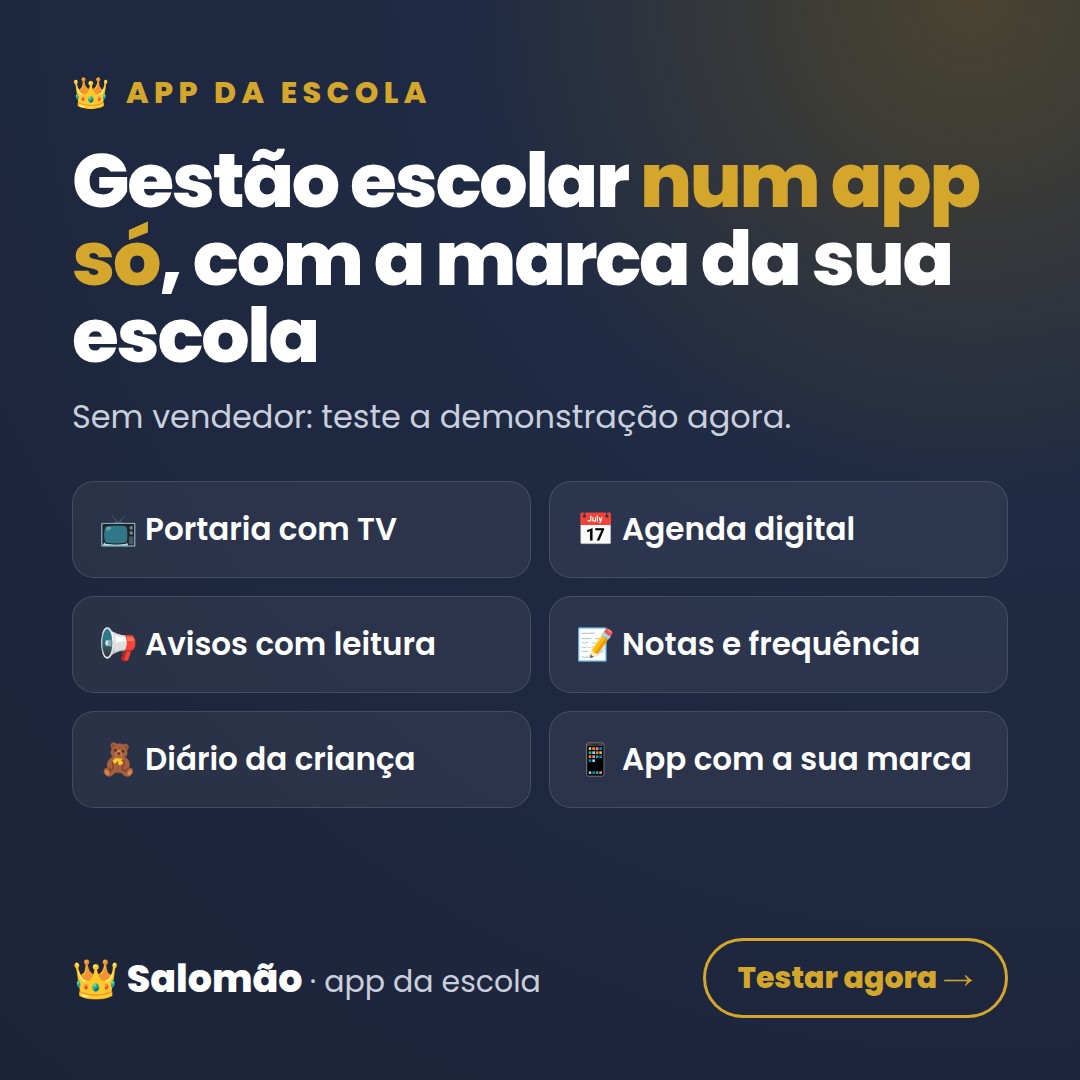 👑 APP DA ESCOLA
Gestão escolar num app
só, com a marca da sua
escola
Sem vendedor: teste a demonstração agora.
📺 Portaria com TV
📅 Agenda digital
📢 Avisos com leitura
📝 Notas e frequência
🧸 Diário da criança
📱 App com a sua marca
👑 Salomão · app da escola
Testar agora →